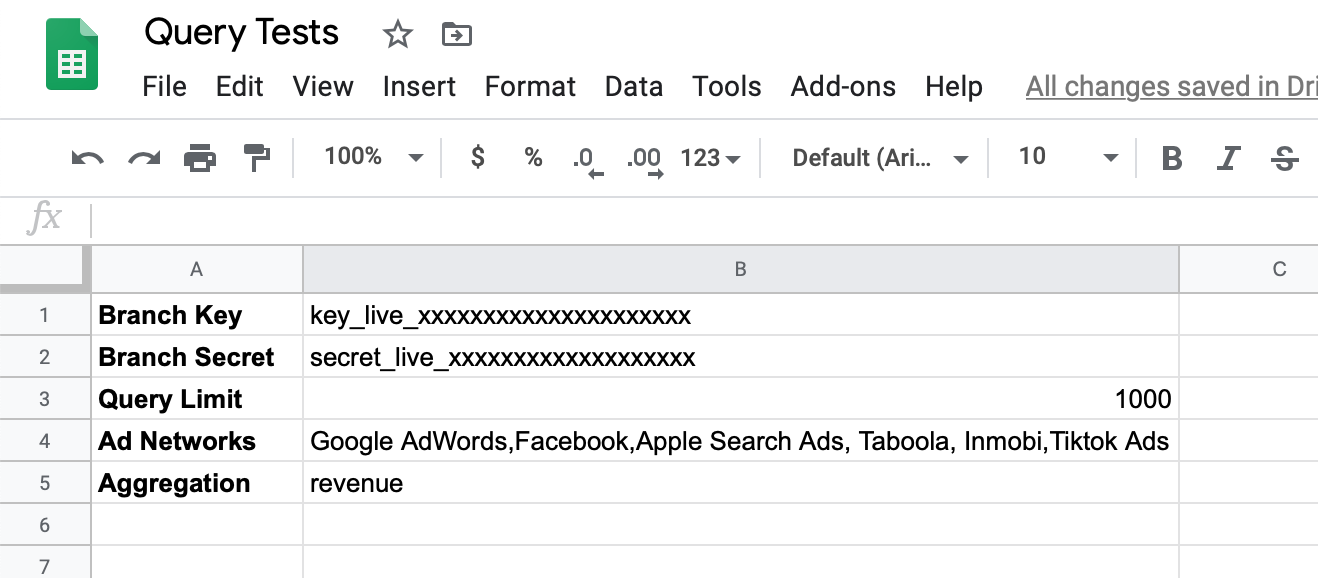 Query Tests
File Edit View Insert Format Data Tools Add-ons Help All changes saved in Dri
100% $ % .0 .00 123 Default (Ari... 10 B I S
fx
A B C
1 Branch Key key_live_xxxxxxxxxxxxxxxxxxxxx
2 Branch Secret secret_live_xxxxxxxxxxxxxxxxxxx
3 Query Limit 1000
4 Ad Networks Google AdWords,Facebook,Apple Search Ads, Taboola, Inmobi,Tiktok Ads
5 Aggregation revenue
6
7